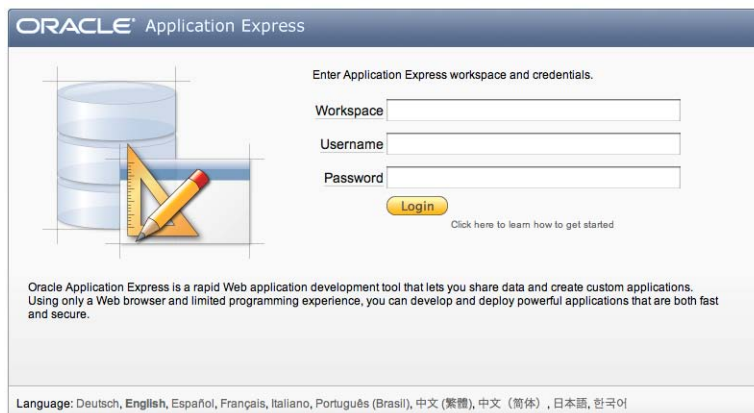 ORACLE® Application Express
Enter Application Express workspace and credentials.
Workspace
Username
Password
Login
Click here to learn how to get started
Oracle Application Express is a rapid Web application development tool that lets you share data and create custom applications.
Using only a Web browser and limited programming experience, you can develop and deploy powerful applications that are both fast
and secure.
Language: Deutsch, English, Español, Français, Italiano, Português (Brasil), 中文 (繁體), 中文（简体）, 日本語, 한국어